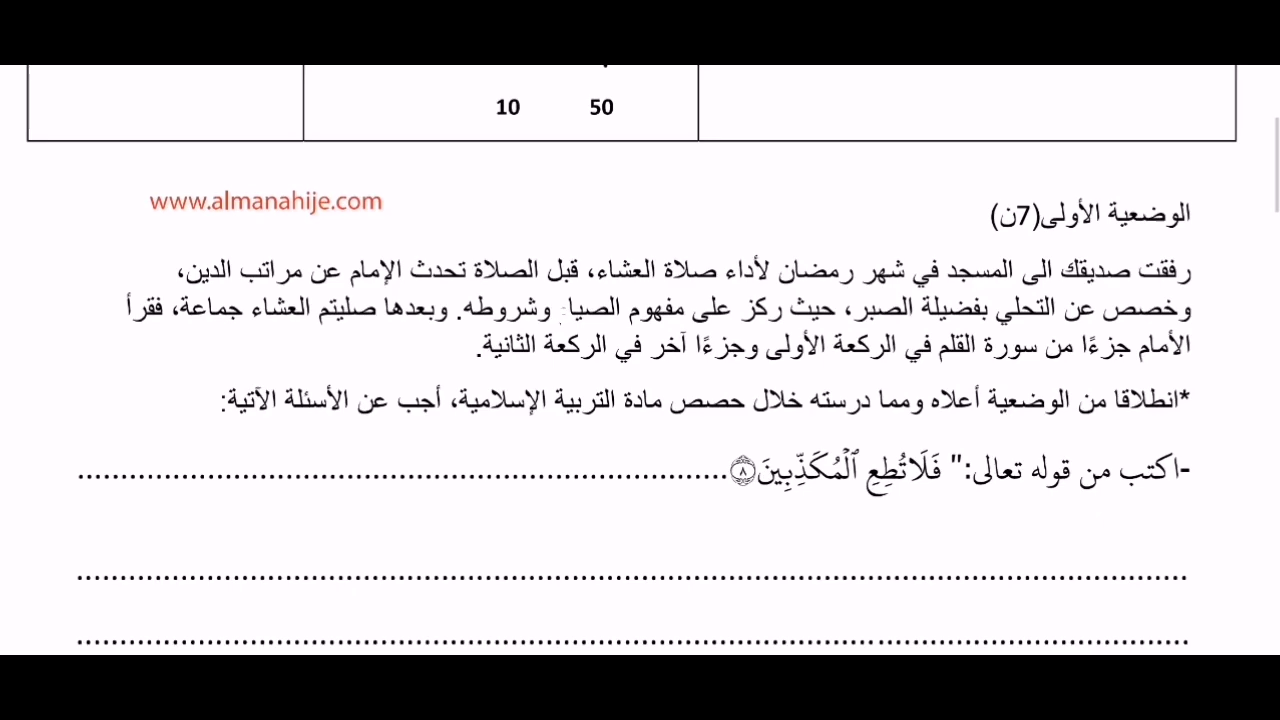 50 10
www.almanahije.com
الوضعية الأولى(7ن)
رفقت صديقك الى المسجد في شهر رمضان لأداء صلاة العشاء، قبل الصلاة تحدث الإمام عن مراتب الدين،
وخصص عن التحلي بفضيلة الصبر، حيث ركز على مفهوم الصيا وشروطه. وبعدها صليتم العشاء جماعة، فقرأ
الأمام جزءًا من سورة القلم في الركعة الأولى وجزءًا آخر في الركعة الثانية.
*انطلاقا من الوضعية أعلاه ومما درسته خلال حصص مادة التربية الإسلامية، أجب عن الأسئلة الآتية:
-اكتب من قوله تعالى:" فَلَا تُطِعِ ٱلۡمُكَذِّبِينَ ٨ ...........................................................................
................................................................................................................................
................................................................................................................................